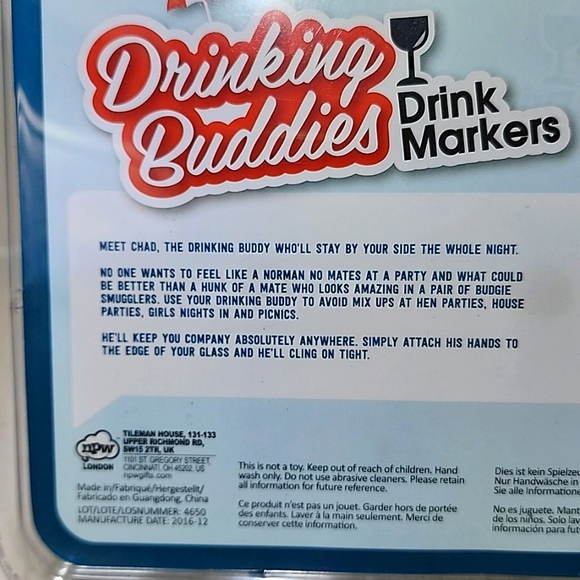 Drinking
Buddies
Drink
Markers
MEET CHAD, THE DRINKING BUDDY WHO'LL STAY BY YOUR SIDE THE WHOLE NIGHT.
NO ONE WANTS TO FEEL LIKE A NORMAN NO MATES AT A PARTY AND WHAT COULD
BE BETTER THAN A HUNK OF A MATE WHO LOOKS AMAZING IN A PAIR OF BUDGIE
SMUGGLERS. USE YOUR DRINKING BUDDY TO AVOID MIX UPS AT HEN PARTIES, HOUSE
PARTIES, GIRLS NIGHTS IN AND PICNICS.
HE'LL KEEP YOU COMPANY ABSOLUTELY ANYWHERE. SIMPLY ATTACH HIS HANDS TO
THE EDGE OF YOUR GLASS AND HE'LL CLING ON TIGHT.
npw
LONDON
TILEMAN HOUSE, 131-133
UPPER RICHMOND RD,
SW15 2TR, UK
1101 ST. GREGORY STREET,
CINCINNATI, OH 45202, US
npwgifts.com
Made in/Fabriqué/Hergestellt/
Fabricado en Guangdong, China
LOT/LOTE/LOSNUMMER: 4650
MANUFACTURE DATE: 2016-12
This is not a toy. Keep out of reach of children. Hand
wash only. Do not use abrasive cleaners. Please retain
all information for future reference.
Ce produit n'est pas un jouet. Garder hors de portée
des enfants. Laver à la main seulement. Merci de
conserver cette information.
Dies ist kein Spielzeu
Nur Handwäsche in
Sie alle Informatione
No es juguete. Mant
de los niños. Solo lav
información para fut